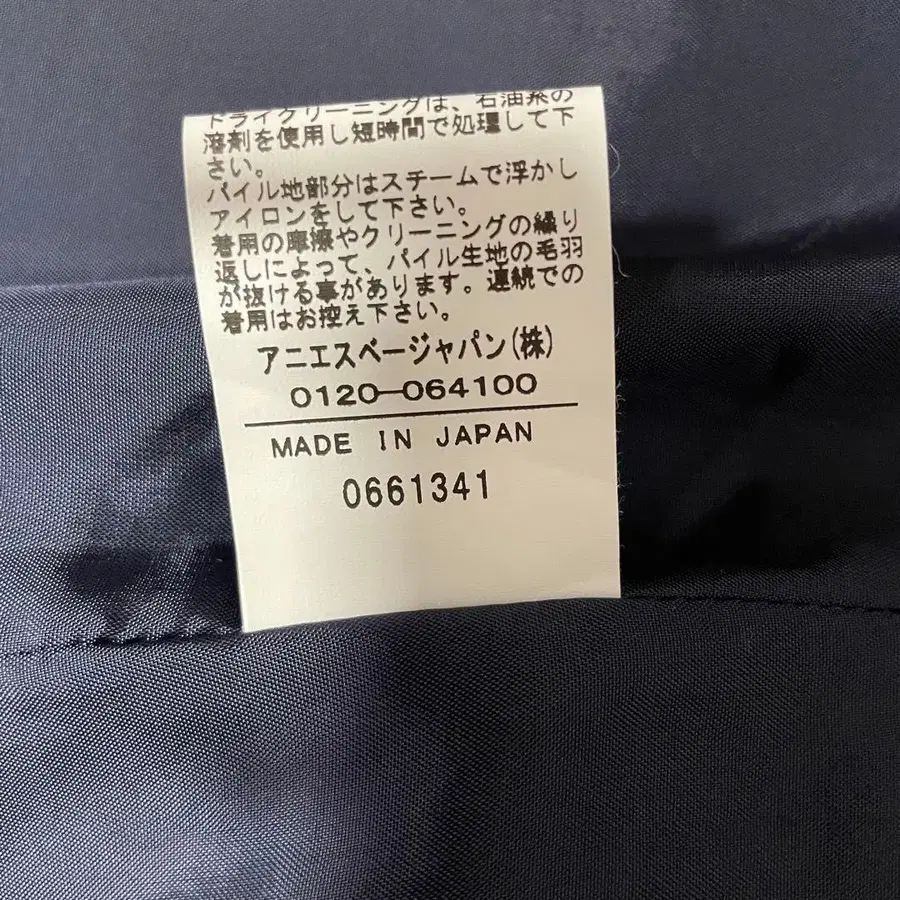 ドライクリーニングは、石油系の
溶剤を使用し短時間で処理して下
さい。
パイル地部分はスチームで浮かし
アイロンをして下さい。
着用の摩擦やクリーニングの繰り
返しによって、パイル生地の毛羽
が抜ける事があります。連続での
着用はお控え下さい。
アニエスベージャパン(株)
0120-064100
MADE IN JAPAN
0661341